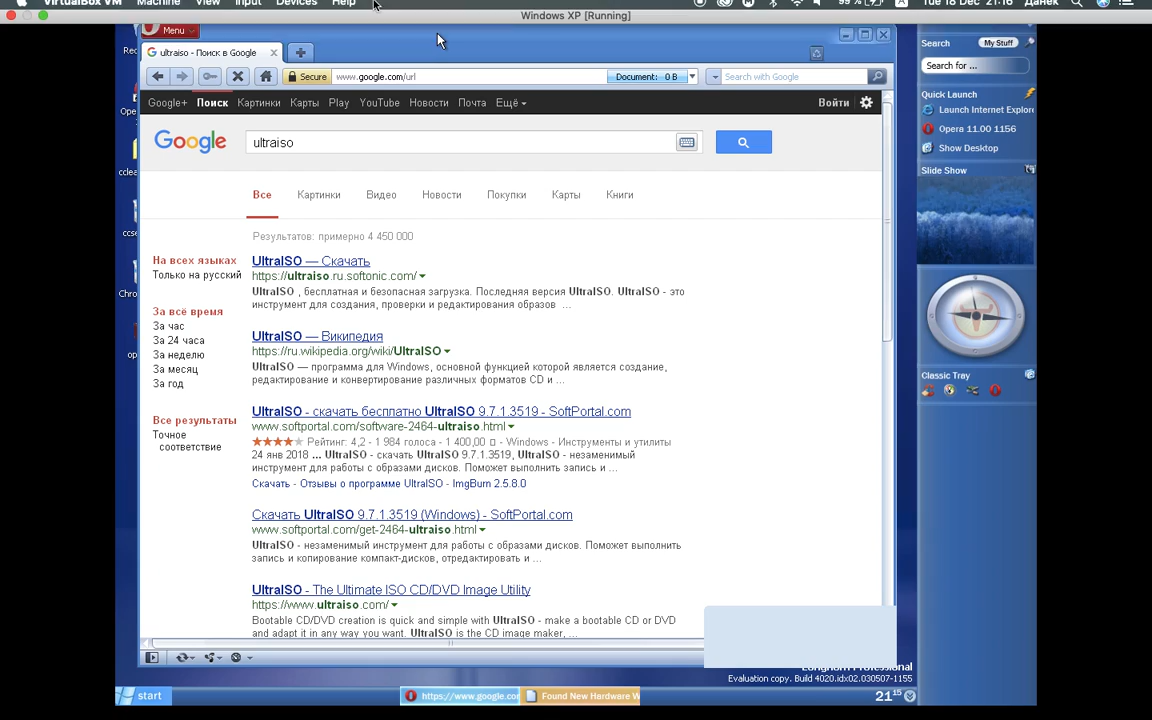 VirtualBox VM Machine View Input Devices Help 99% Tue 18 Dec 21:16 Данек
Windows XP [Running]
Menu
ultraiso - Поиск в Google
Secure www.google.com/url Document: 0 B Search with Google
Google+ Поиск Картинки Карты Play YouTube Новости Почта Ещё Войти
Google ultraiso
Все Картинки Видео Новости Покупки Карты Книги
Результатов: примерно 4 450 000
На всех языках
Только на русский
За всё время
За час
За 24 часа
За неделю
За месяц
За год
Все результаты
Точное
соответствие
UltraISO — Скачать
https://ultraiso.ru.softonic.com/
UltraISO , бесплатная и безопасная загрузка. Последняя версия UltraISO. UltraISO - это
инструмент для создания, проверки и редактирования образов ...
UltraISO — Википедия
https://ru.wikipedia.org/wiki/UltraISO
UltraISO — программа для Windows, основной функцией которой является создание,
редактирование и конвертирование различных форматов CD и ...
UltraISO - скачать бесплатно UltraISO 9.7.1.3519 - SoftPortal.com
www.softportal.com/software-2464-ultraiso.html
Рейтинг: 4,2 - 1 984 голоса - 1 400,00 - Windows - Инструменты и утилиты
24 янв 2018 ... UltraISO - скачать UltraISO 9.7.1.3519, UltraISO - незаменимый
инструмент для работы с образами дисков. Поможет выполнить запись и ...
Скачать - Отзывы о программе UltraISO - ImgBurn 2.5.8.0
Скачать UltraISO 9.7.1.3519 (Windows) - SoftPortal.com
www.softportal.com/get-2464-ultraiso.html
UltraISO - незаменимый инструмент для работы с образами дисков. Поможет выполнить
запись и копирование компакт-дисков, отредактировать и ...
UltraISO - The Ultimate ISO CD/DVD Image Utility
https://www.ultraiso.com/
Bootable CD/DVD creation is quick and simple with UltraISO - make a bootable CD or DVD
and adapt it in any way you want. UltraISO is the CD image maker, ...
Rec
Ope
clea
ccse
Chro
op
Search My Stuff
Search for ...
Quick Launch
Launch Internet Explore
Opera 11.00 1156
Show Desktop
Slide Show
Classic Tray
Longhorn Professional
Evaluation copy. Build 4020.idx02.030507-1155
start https://www.google.co Found New Hardware W 21 15